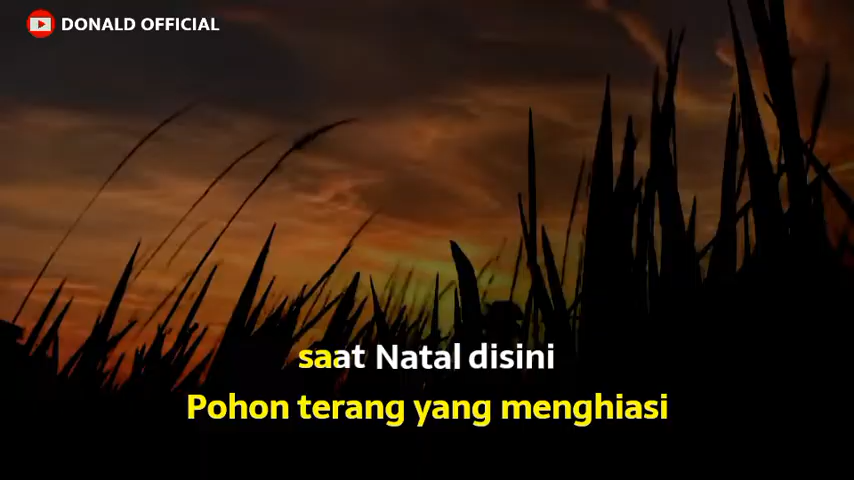 DONALD OFFICIAL
saat Natal disini
Pohon terang yang menghiasi